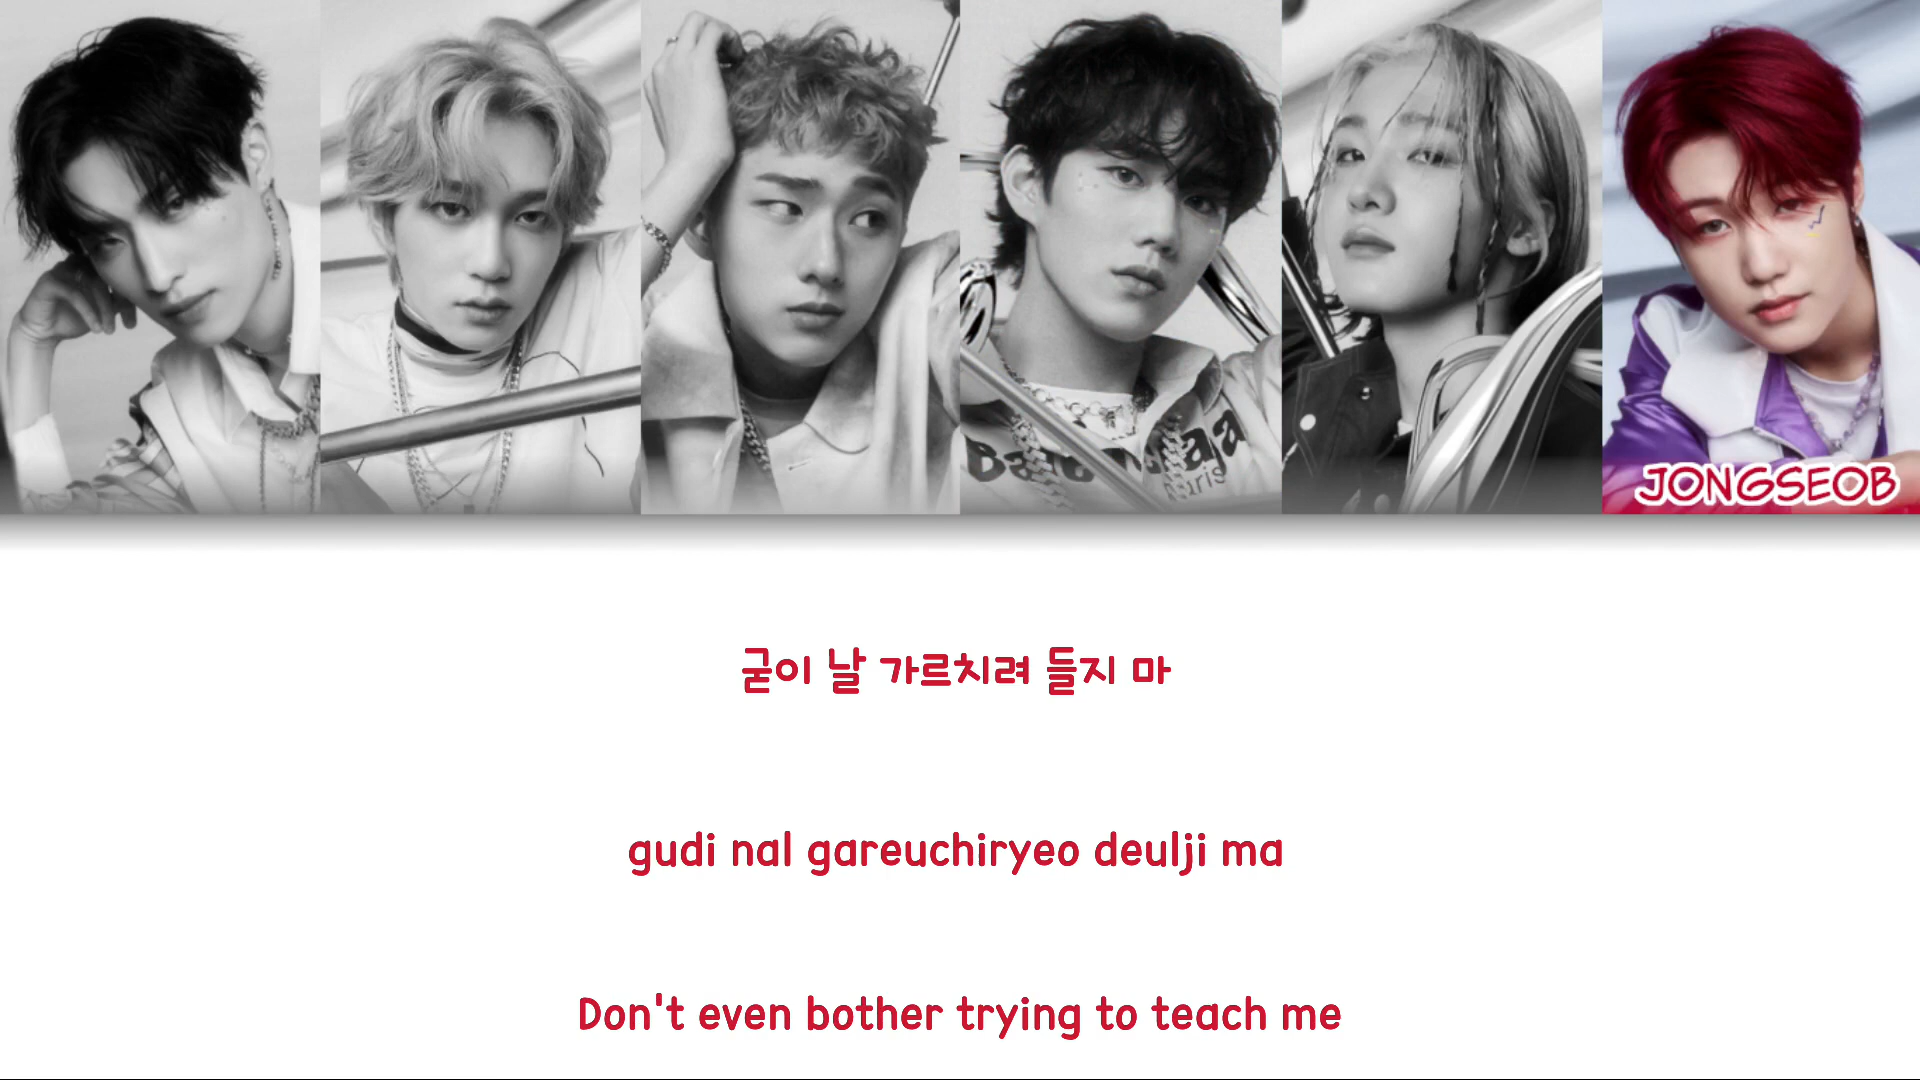 JONGSEOB
굳이 날 가르치려 들지 마
gudi nal gareuchiryeo deulji ma
Don't even bother trying to teach me